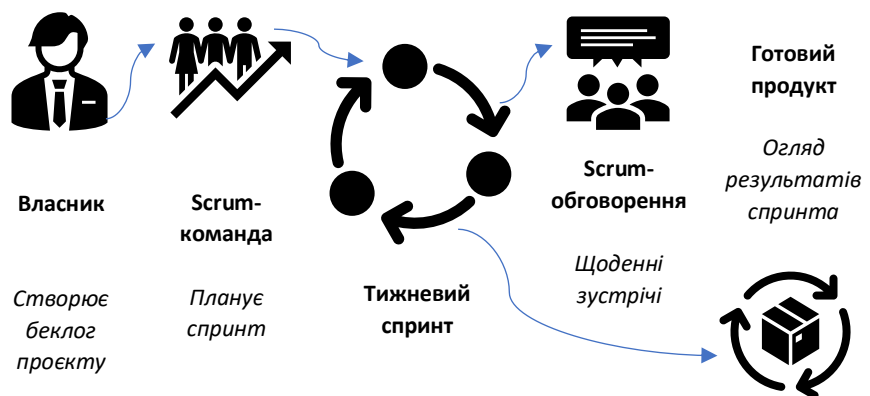 Власник
Створює
беклог
проєкту
Scrum-
команда
Планує
спринт
Тижневий
спринт
Scrum-
обговорення
Щоденні
зустрічі
Готовий
продукт
Огляд
результатів
спринта